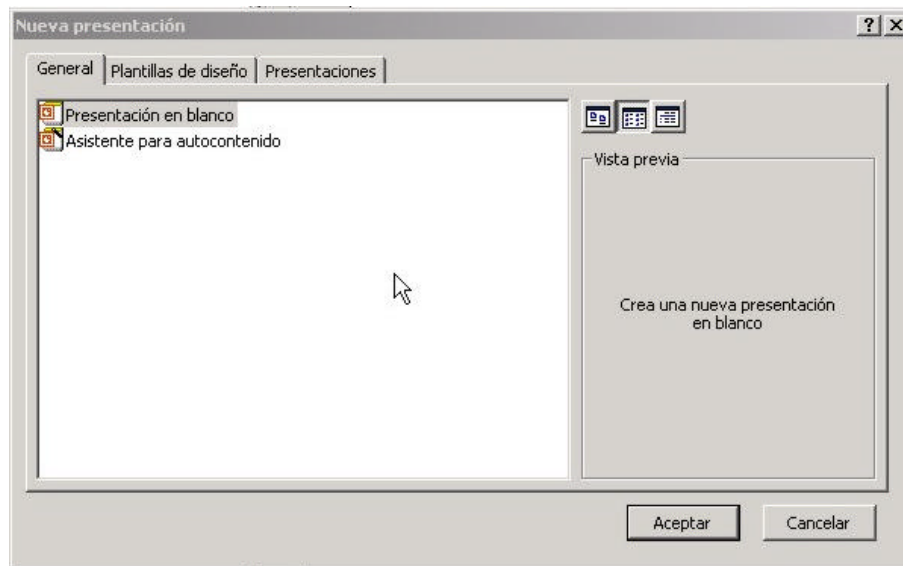 Nueva presentación
General Plantillas de diseño Presentaciones
Presentación en blanco
Asistente para autocontenido
Vista previa
Crea una nueva presentación
en blanco
Aceptar Cancelar